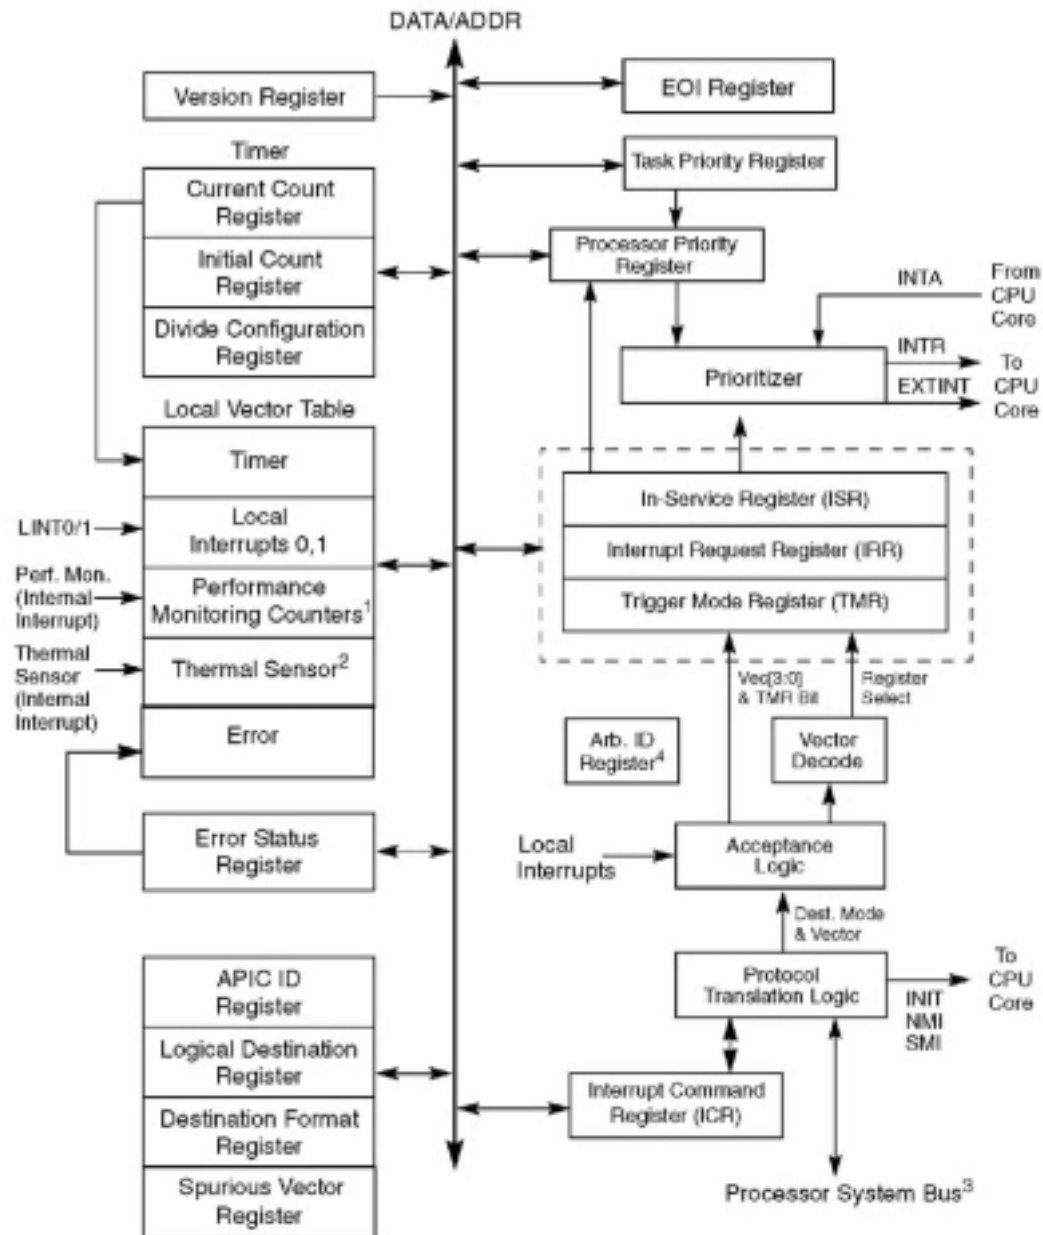 DATA/ADDR
Version Register
EOI Register
Timer
Current Count
Register
Initial Count
Register
Divide Configuration
Register
Task Priority Register
Processor Priority
Register
INTA
From
CPU
Core
Prioritizer
INTR
EXTINT
To
CPU
Core
Local Vector Table
Timer
Local
Interrupts 0,1
Performance
Monitoring Counters¹
Thermal Sensor²
Error
LINT0/1
Perf. Mon.
(Internal
Interrupt)
Thermal
Sensor
(Internal
Interrupt)
In-Service Register (ISR)
Interrupt Request Register (IRR)
Trigger Mode Register (TMR)
Vec[3:0]
& TMR Bit
Register
Select
Arb. ID
Register⁴
Vector
Decode
Error Status
Register
Local
Interrupts
Acceptance
Logic
Dest. Mode
& Vector
Protocol
Translation Logic
INIT
NMI
SMI
To
CPU
Core
APIC ID
Register
Logical Destination
Register
Destination Format
Register
Spurious Vector
Register
Interrupt Command
Register (ICR)
Processor System Bus³